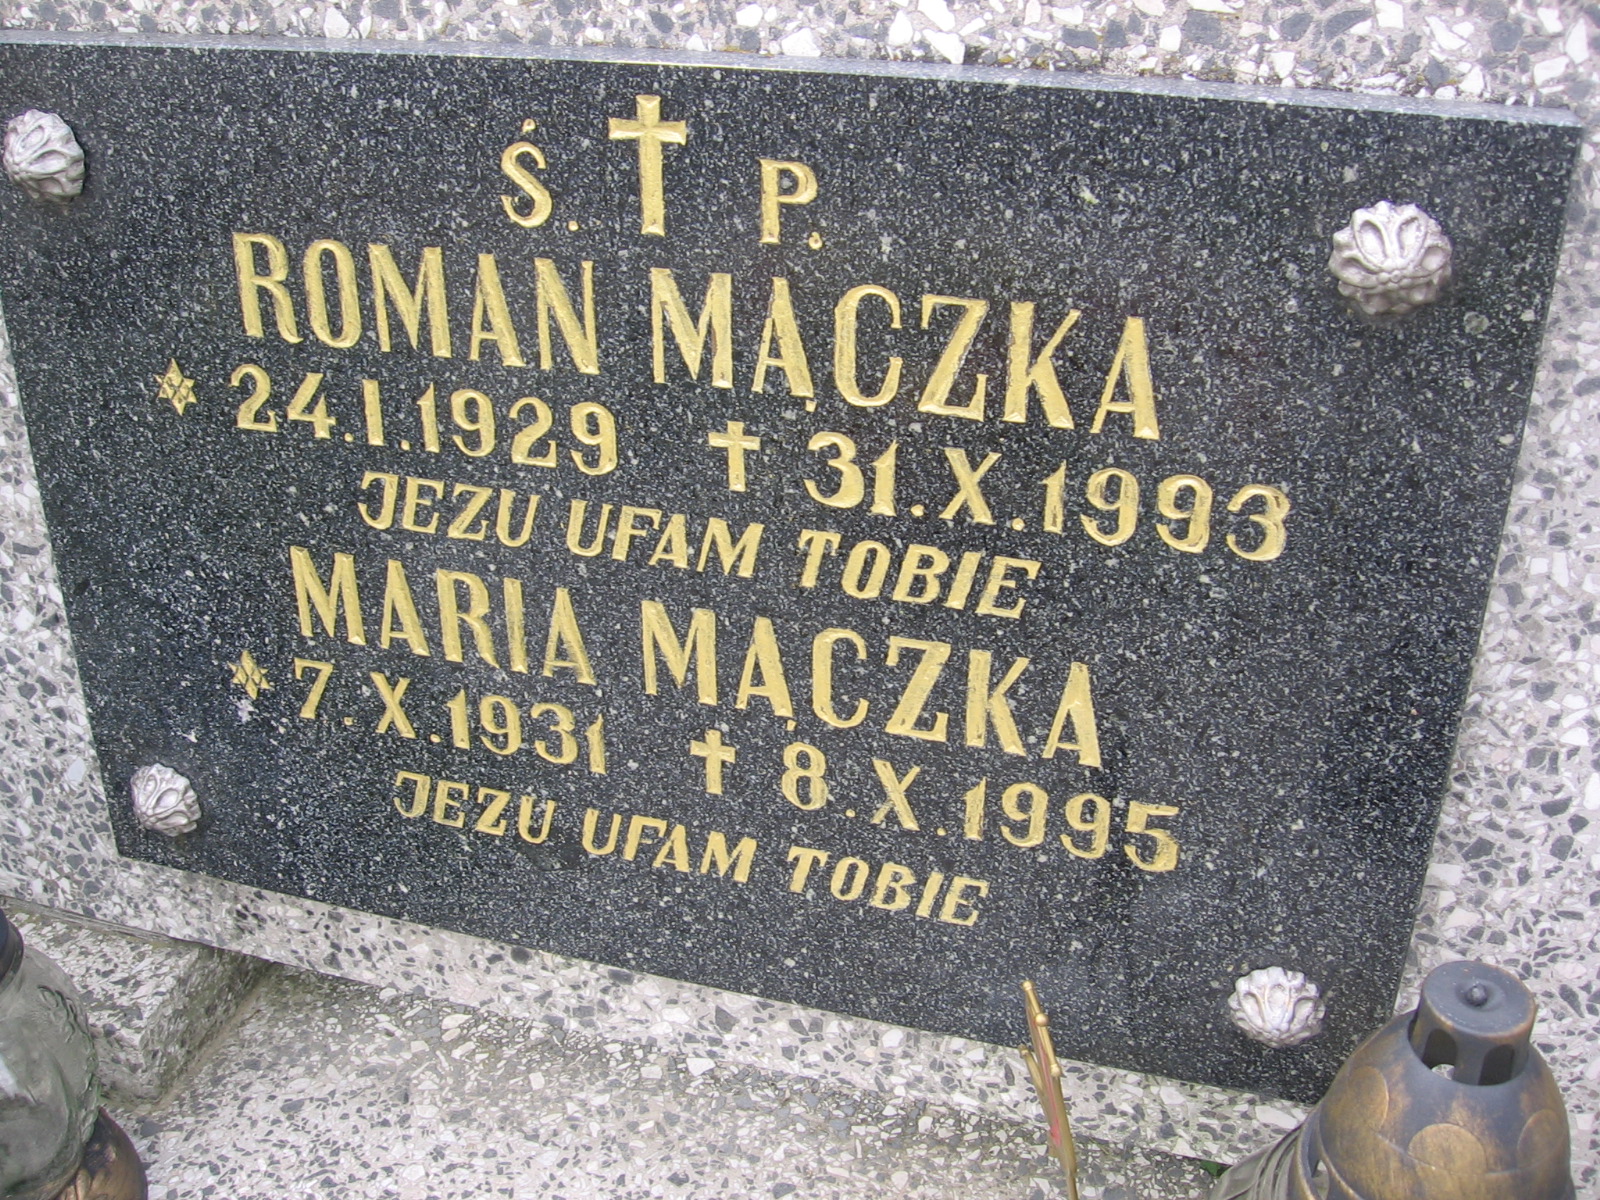 Ś. P.
ROMAN MĄCZKA
24.I.1929 31.X.1993
JEZU UFAM TOBIE
MARIA MĄCZKA
7.X.1931 8.X.1995
JEZU UFAM TOBIE